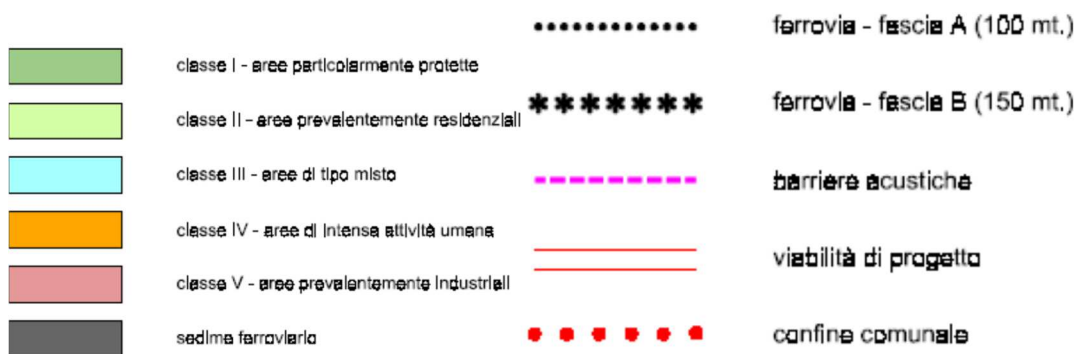 classe I - aree particolarmente protette
classe II - aree prevalentemente residenziali
classe III - aree di tipo misto
classe IV - aree di intensa attività umana
classe V - aree prevalentemente industriali
sedime ferroviario
ferrovia - fascia A (100 mt.)
ferrovia - fascia B (150 mt.)
barriere acustiche
viabilità di progetto
confine comunale